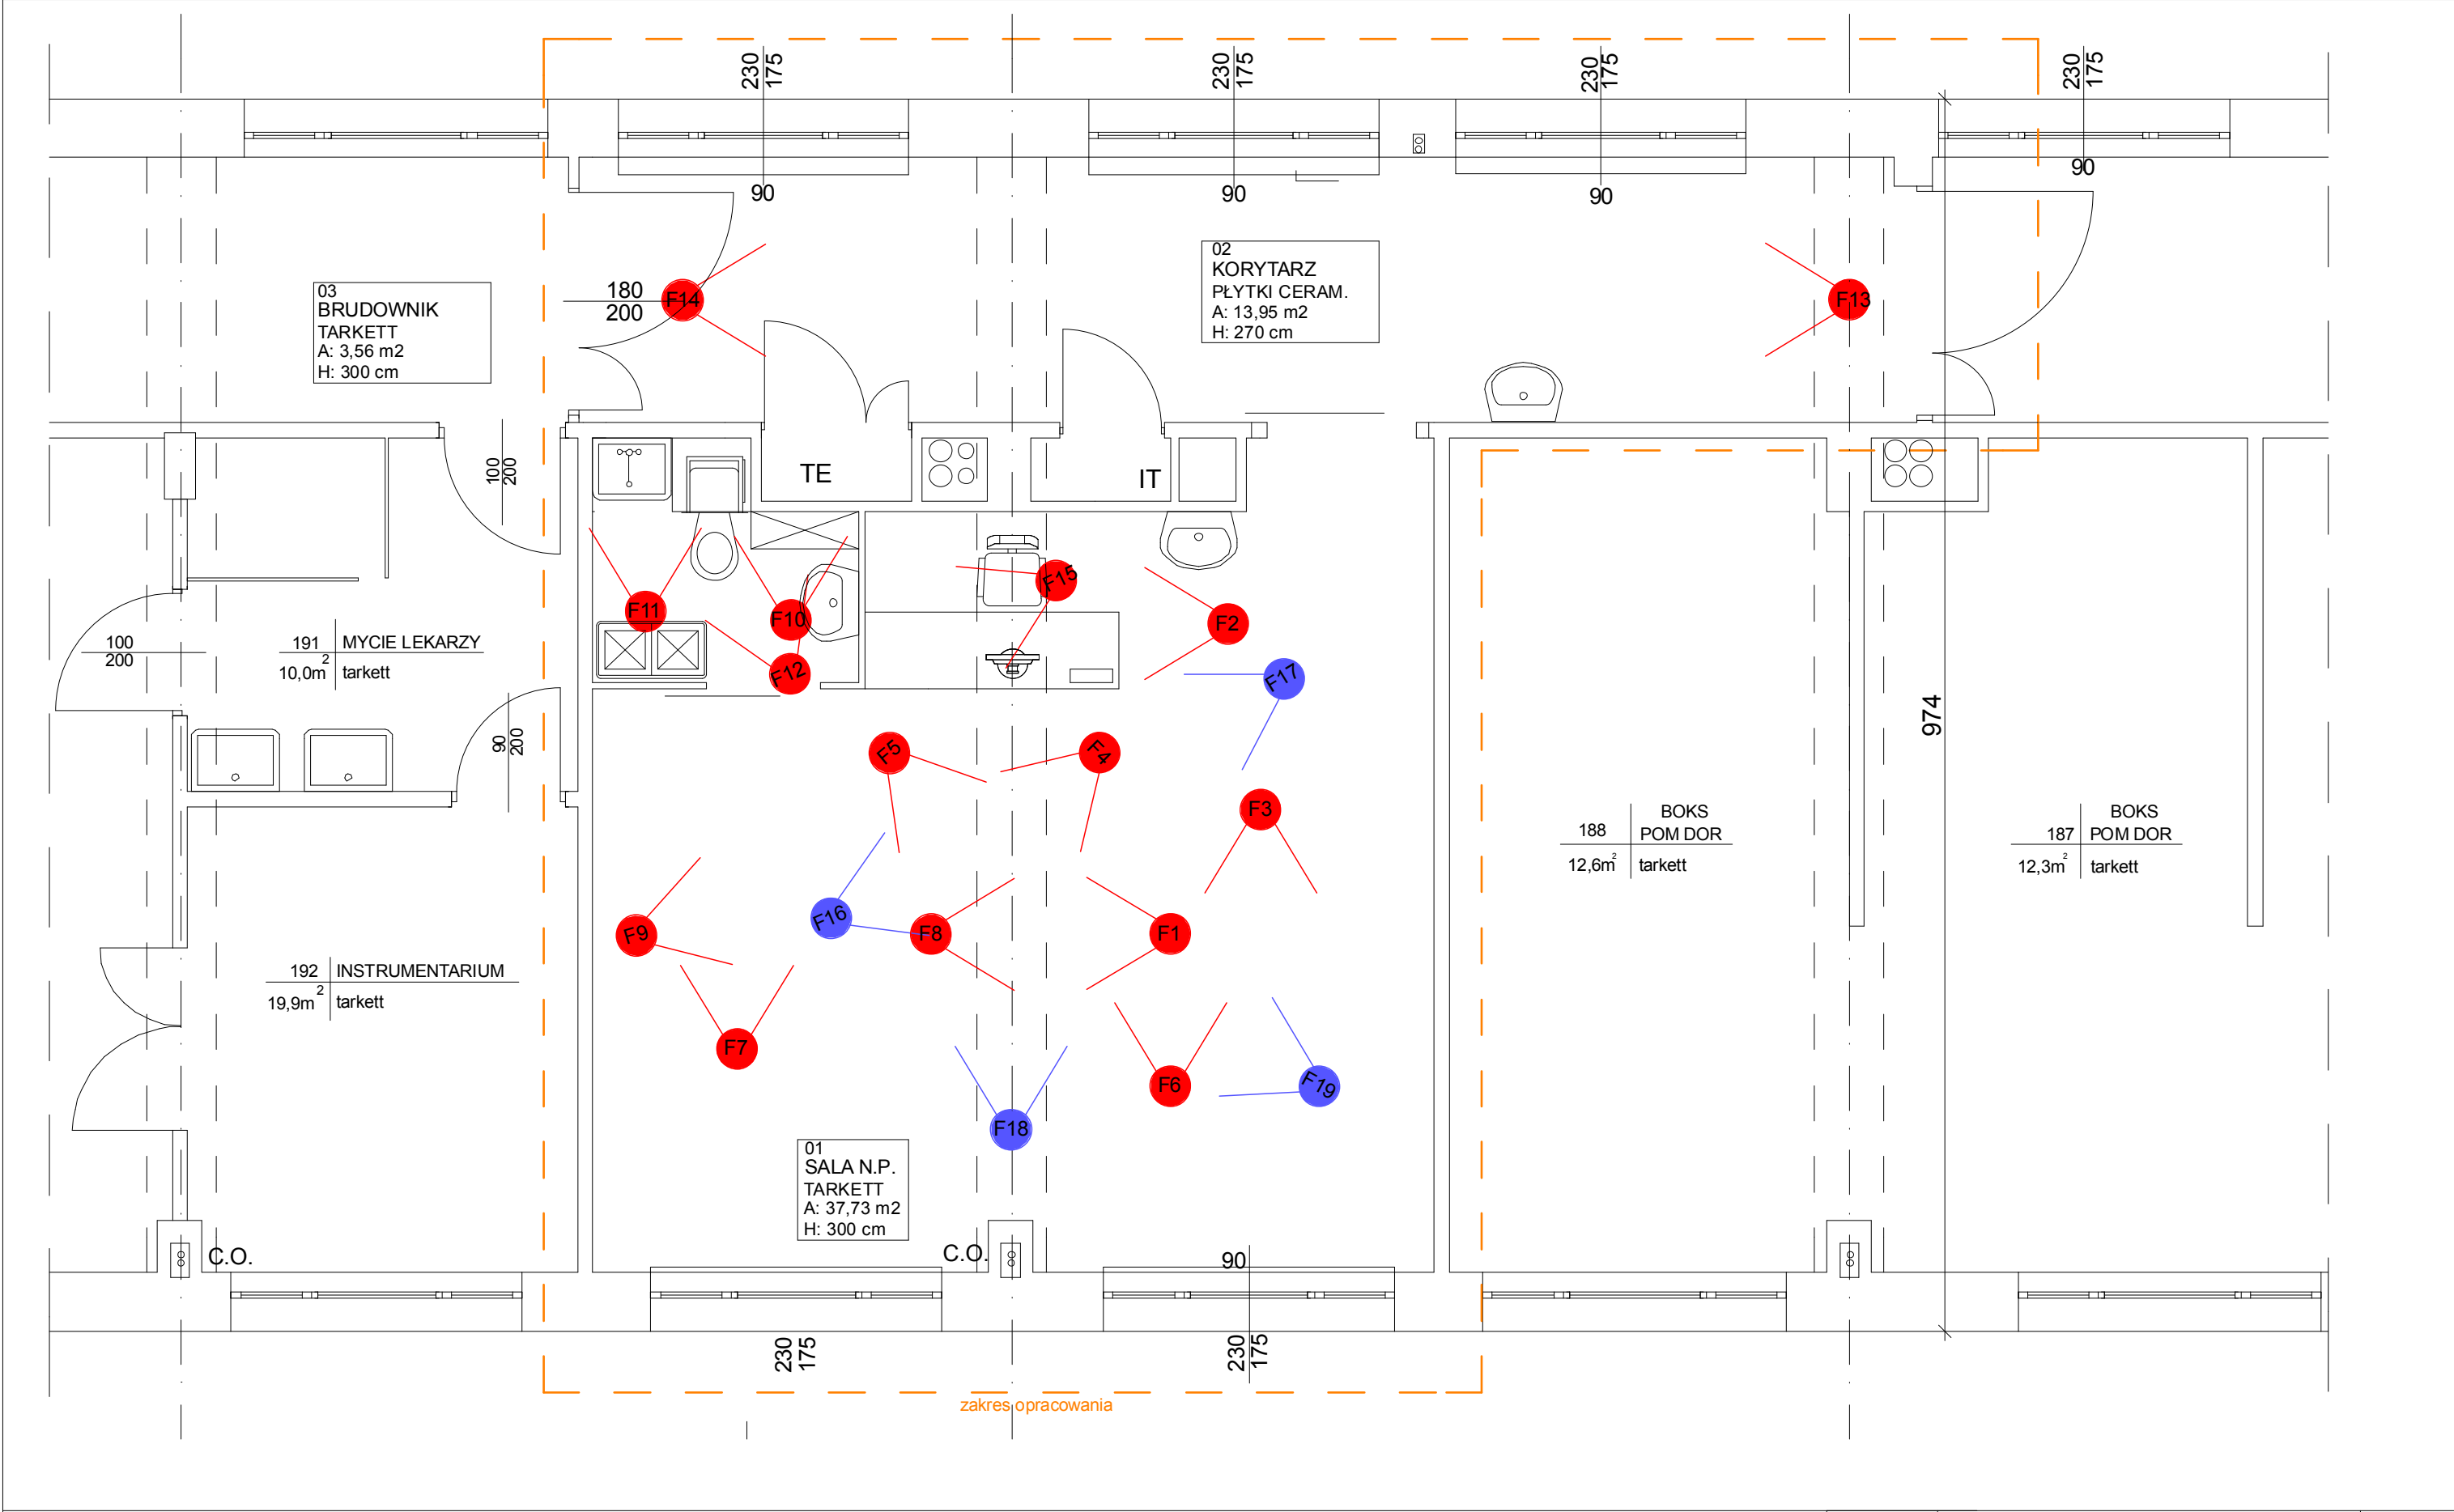 230
175
230
175
230
175
230
175
90
90
90
90
02
KORYTARZ
PŁYTKI CERAM.
A: 13,95 m2
H: 270 cm
03
BRUDOWNIK
TARKETT
A: 3,56 m2
H: 300 cm
180
200
F14
F13
100
200
TE
IT
F15
F11
F10
F2
F12
F17
100
200
191 MYCIE LEKARZY
10,0m2 tarkett
90
200
974
F5
F4
F3
188 BOKS
POM DOR
12,6m2 tarkett
187 BOKS
POM DOR
12,3m2 tarkett
F16
F9
F8
F1
192 INSTRUMENTARIUM
19,9m2 tarkett
F7
F6
F19
F18
01
SALA N.P.
TARKETT
A: 37,73 m2
H: 300 cm
C.O.
C.O.
90
230
175
230
175
zakres opracowania